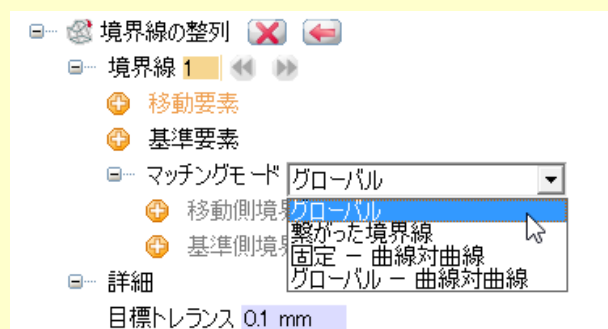 境界線の整列
境界線 1
移動要素
基準要素
マッチングモード グローバル
移動側境
グローバル
繋がった境界線
基準側境
固定 － 曲線対曲線
グローバル － 曲線対曲線
詳細
目標トレランス 0.1 mm